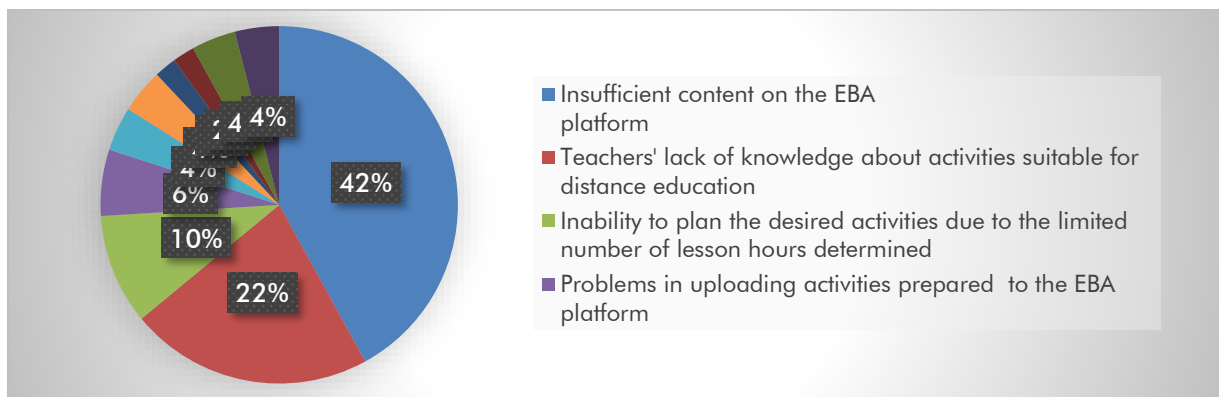 4%
4
2
4%
6%
10%
22%
42%
Insufficient content on the EBA
platform
Teachers' lack of knowledge about activities suitable for
distance education
Inability to plan the desired activities due to the limited
number of lesson hours determined
Problems in uploading activities prepared to the EBA
platform